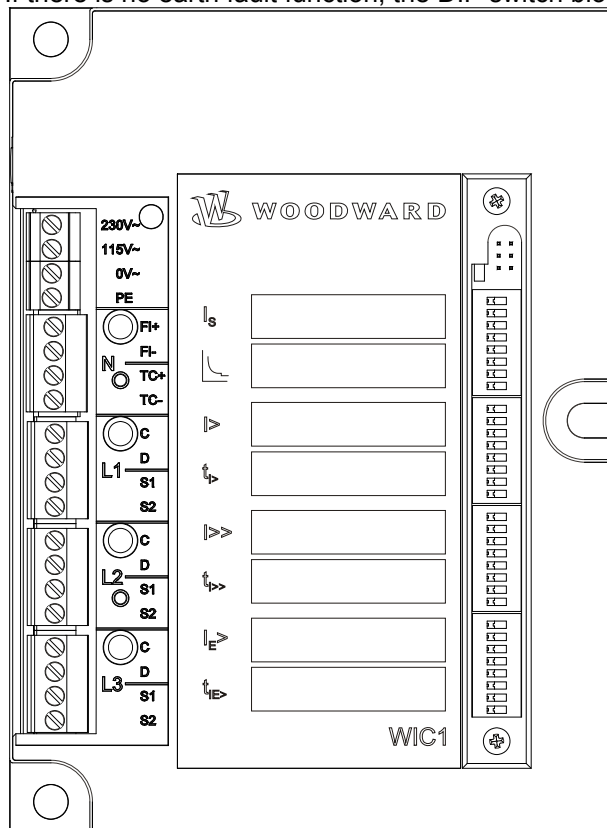 If there is no earth fault function, the DIP switch
WOODWARD
230V~
115V~
0V~
PE
FI+
FI-
N
TC+
TC-
C
D
L1
S1
S2
C
D
L2
S1
S2
C
D
L3
S1
S2
Is
I>
tI>
I>>
tI>>
IE>
tIE>
WIC1